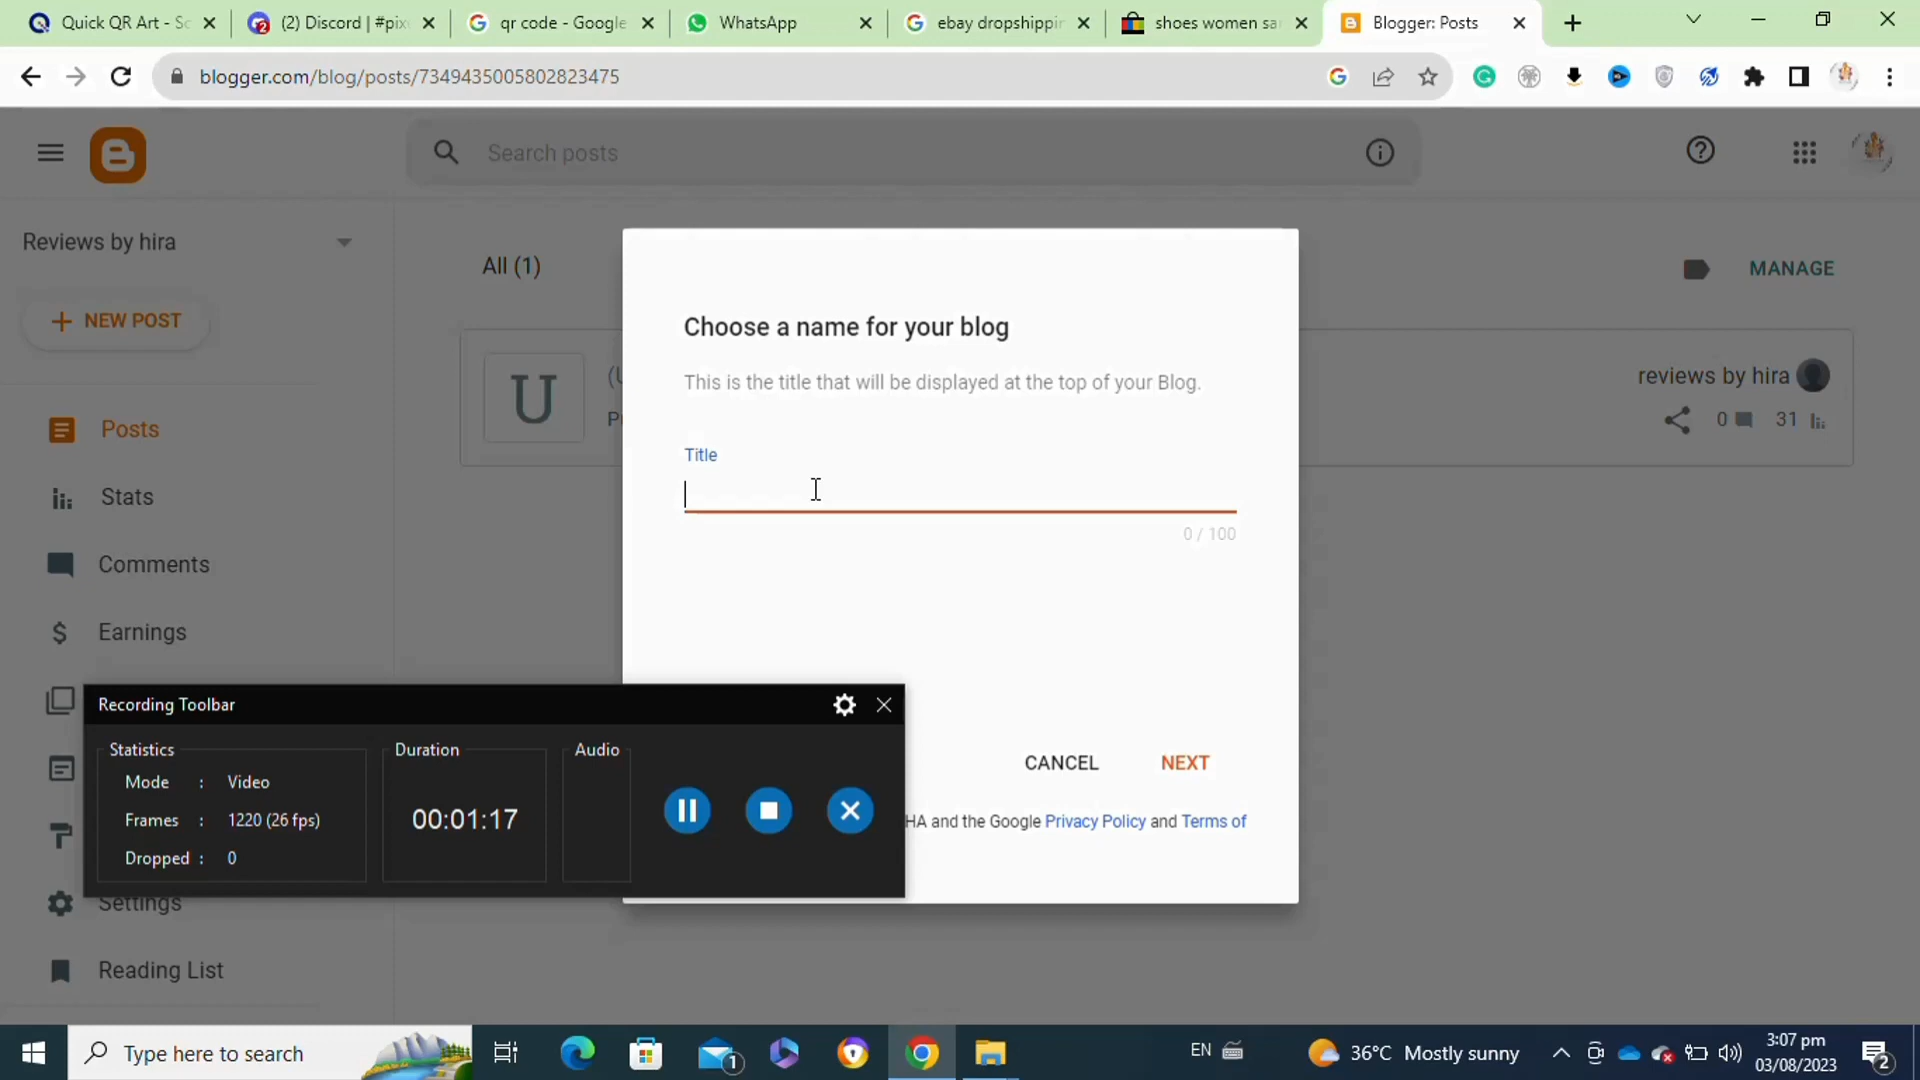 Quick QR Art - Sc
(2) Discord | #pix
qr code - Google
WhatsApp
ebay dropshippin
shoes women sar
Blogger: Posts
blogger.com/blog/posts/7349435005802823475
Search posts
Reviews by hira
NEW POST
All (1)
MANAGE
U
reviews by hira
0
31
Posts
Stats
Comments
Earnings
Settings
Reading List
Choose a name for your blog
This is the title that will be displayed at the top of your Blog.
Title
0 / 100
CANCEL
NEXT
HA and the Google Privacy Policy and Terms of
Recording Toolbar
Statistics
Mode : Video
Frames : 1220 (26 fps)
Dropped : 0
Duration
00:01:17
Audio
Type here to search
1
EN
36°C Mostly sunny
3:07 pm
03/08/2023
2